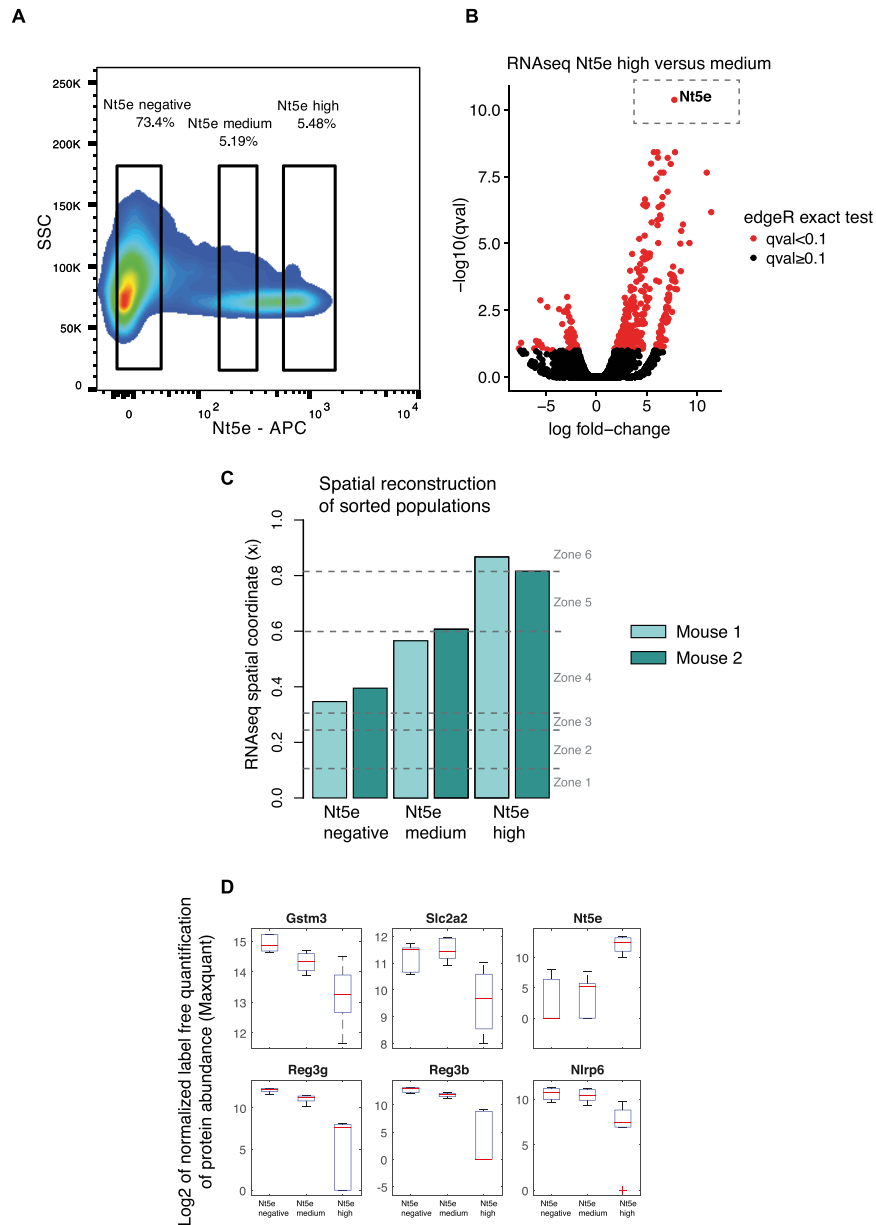 A
Nt5e negative
73.4%
Nt5e medium
5.19%
Nt5e high
5.48%
250K
200K
150K
100K
50K
0
SSC
0
10^2
10^3
10^4
Nt5e - APC
B
RNAseq Nt5e high versus medium
Nt5e
10.0
7.5
5.0
2.5
0.0
−log10(qval)
−5
0
5
10
log fold−change
edgeR exact test
qval<0.1
qval≥0.1
C
Spatial reconstruction
of sorted populations
RNAseq spatial coordinate (xi)
1.0
0.8
0.6
0.4
0.2
0.0
Zone 6
Zone 5
Zone 4
Zone 3
Zone 2
Zone 1
Nt5e
negative
Nt5e
medium
Nt5e
high
Mouse 1
Mouse 2
D
Log2 of normalized label free quantification
of protein abundance (Maxquant)
Gstm3
15
14
13
12
Slc2a2
12
11
10
9
8
Nt5e
10
5
0
Reg3g
10
5
0
Reg3b
10
5
0
-5
Nlrp6
10
5
0
Nt5e
negative
Nt5e
medium
Nt5e
high
Nt5e
negative
Nt5e
medium
Nt5e
high
Nt5e
negative
Nt5e
medium
Nt5e
high